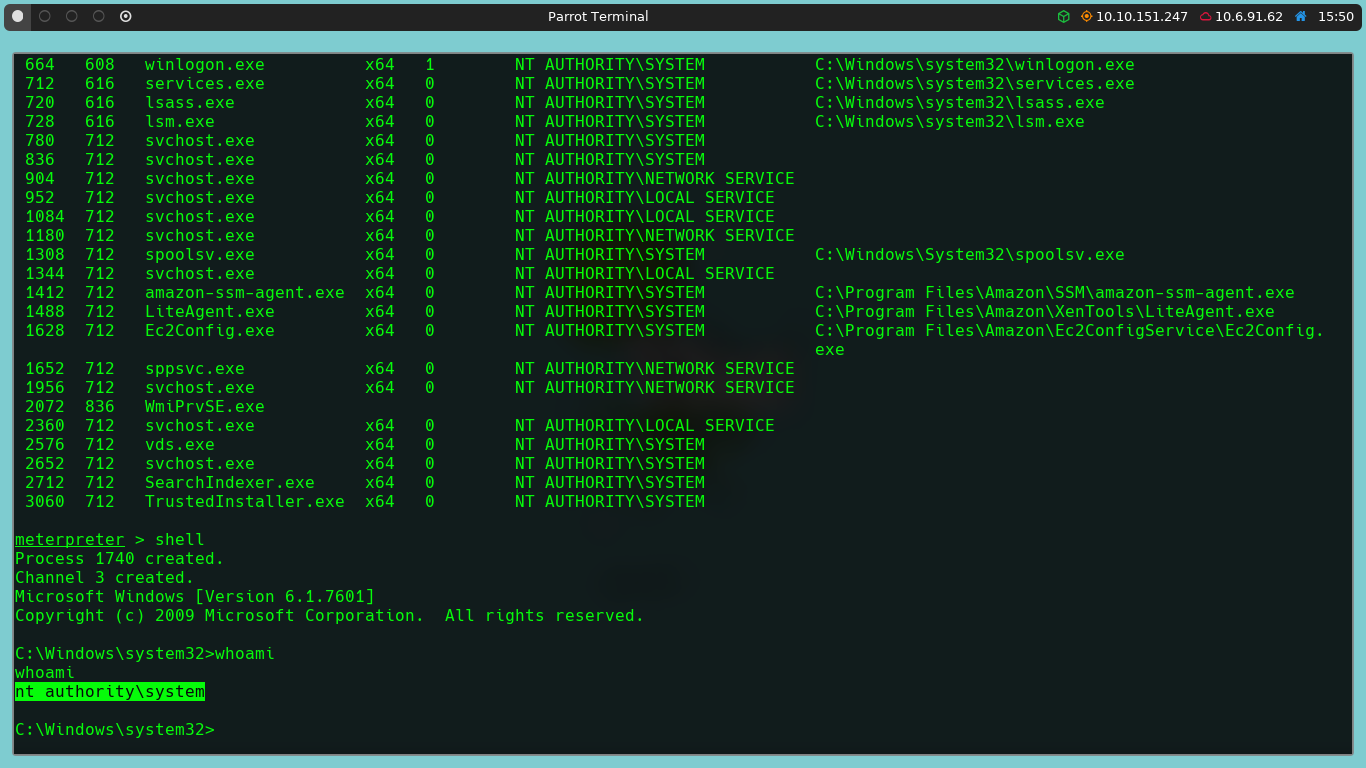 Parrot Terminal 10.10.151.247 10.6.91.62 15:50
664 608 winlogon.exe x64 1 NT AUTHORITY\SYSTEM C:\Windows\system32\winlogon.exe
712 616 services.exe x64 0 NT AUTHORITY\SYSTEM C:\Windows\system32\services.exe
720 616 lsass.exe x64 0 NT AUTHORITY\SYSTEM C:\Windows\system32\lsass.exe
728 616 lsm.exe x64 0 NT AUTHORITY\SYSTEM C:\Windows\system32\lsm.exe
780 712 svchost.exe x64 0 NT AUTHORITY\SYSTEM
836 712 svchost.exe x64 0 NT AUTHORITY\SYSTEM
904 712 svchost.exe x64 0 NT AUTHORITY\NETWORK SERVICE
952 712 svchost.exe x64 0 NT AUTHORITY\LOCAL SERVICE
1084 712 svchost.exe x64 0 NT AUTHORITY\LOCAL SERVICE
1180 712 svchost.exe x64 0 NT AUTHORITY\NETWORK SERVICE
1308 712 spoolsv.exe x64 0 NT AUTHORITY\SYSTEM C:\Windows\System32\spoolsv.exe
1344 712 svchost.exe x64 0 NT AUTHORITY\LOCAL SERVICE
1412 712 amazon-ssm-agent.exe x64 0 NT AUTHORITY\SYSTEM C:\Program Files\Amazon\SSM\amazon-ssm-agent.exe
1488 712 LiteAgent.exe x64 0 NT AUTHORITY\SYSTEM C:\Program Files\Amazon\XenTools\LiteAgent.exe
1628 712 Ec2Config.exe x64 0 NT AUTHORITY\SYSTEM C:\Program Files\Amazon\Ec2ConfigService\Ec2Config.
exe
1652 712 sppsvc.exe x64 0 NT AUTHORITY\NETWORK SERVICE
1956 712 svchost.exe x64 0 NT AUTHORITY\NETWORK SERVICE
2072 836 WmiPrvSE.exe
2360 712 svchost.exe x64 0 NT AUTHORITY\LOCAL SERVICE
2576 712 vds.exe x64 0 NT AUTHORITY\SYSTEM
2652 712 svchost.exe x64 0 NT AUTHORITY\SYSTEM
2712 712 SearchIndexer.exe x64 0 NT AUTHORITY\SYSTEM
3060 712 TrustedInstaller.exe x64 0 NT AUTHORITY\SYSTEM
meterpreter > shell
Process 1740 created.
Channel 3 created.
Microsoft Windows [Version 6.1.7601]
Copyright (c) 2009 Microsoft Corporation.  All rights reserved.
C:\Windows\system32>whoami
whoami
nt authority\system
C:\Windows\system32>